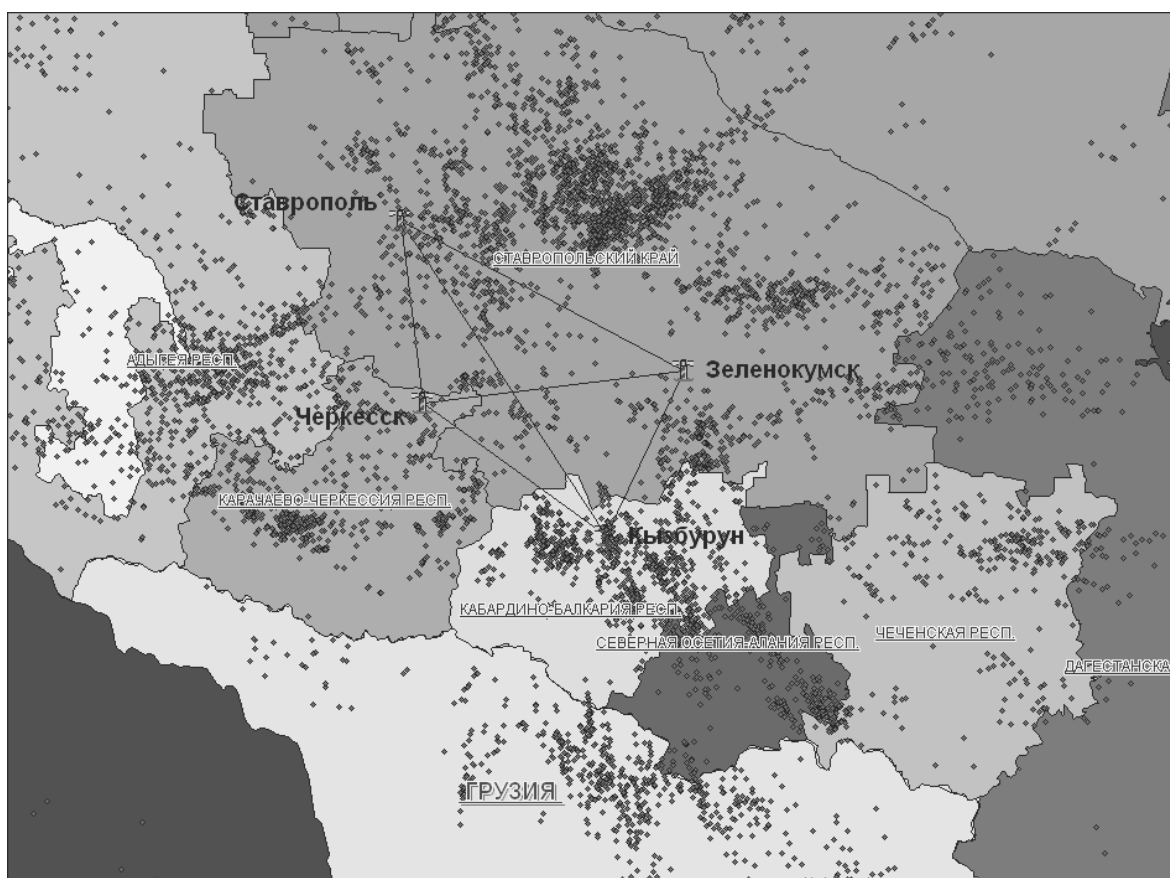 Ставрополь
СТАВРОПОЛЬСКИЙ КРАЙ
АДЫГЕЯ РЕСП.
Зеленокумск
Черкесск
КАРАЧАЕВО-ЧЕРКЕССИЯ РЕСП.
Кызбурун
КАБАРДИНО-БАЛКАРИЯ РЕСП.
СЕВЕРНАЯ ОСЕТИЯ-АЛАНИЯ РЕСП.
ЧЕЧЕНСКАЯ РЕСП.
ДАГЕСТАНСКА
ГРУЗИЯ